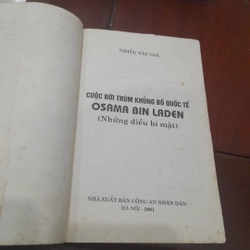 NHIỀU TÁC GIẢ
CUỘC ĐỜI TRÙM KHỦNG BỐ QUỐC TẾ
OSAMA BIN LADEN
(Những điều bí mật)
NHÀ XUẤT BẢN CÔNG AN NHÂN DÂN
HÀ NỘI - 2001